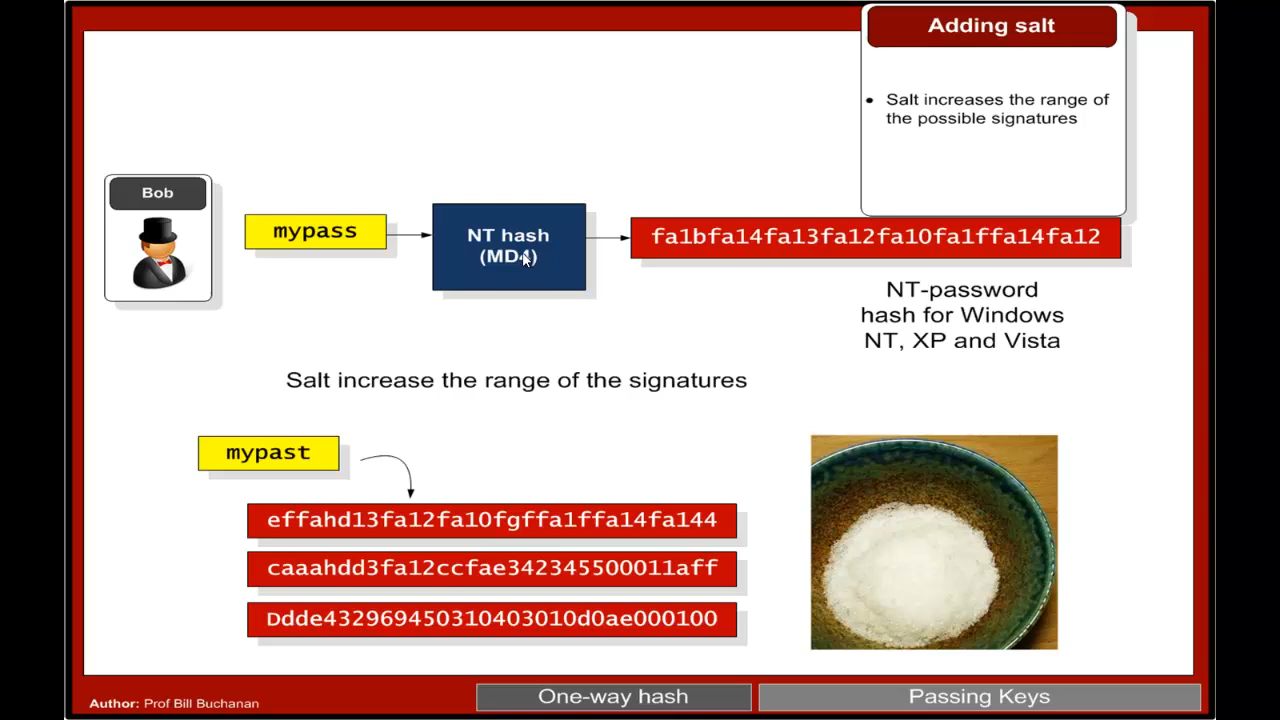 Adding salt
• Salt increases the range of
the possible signatures
Bob
mypass
NT hash
(MD4)
fa1bfa14fa13fa12fa10fa1ffa14fa12
NT-password
hash for Windows
NT, XP and Vista
Salt increase the range of the signatures
mypast
effahd13fa12fa10fgffa1ffa14fa144
caaahdd3fa12ccfae342345500011aff
Ddde432969450310403010d0ae000100
Author: Prof Bill Buchanan
One-way hash
Passing Keys